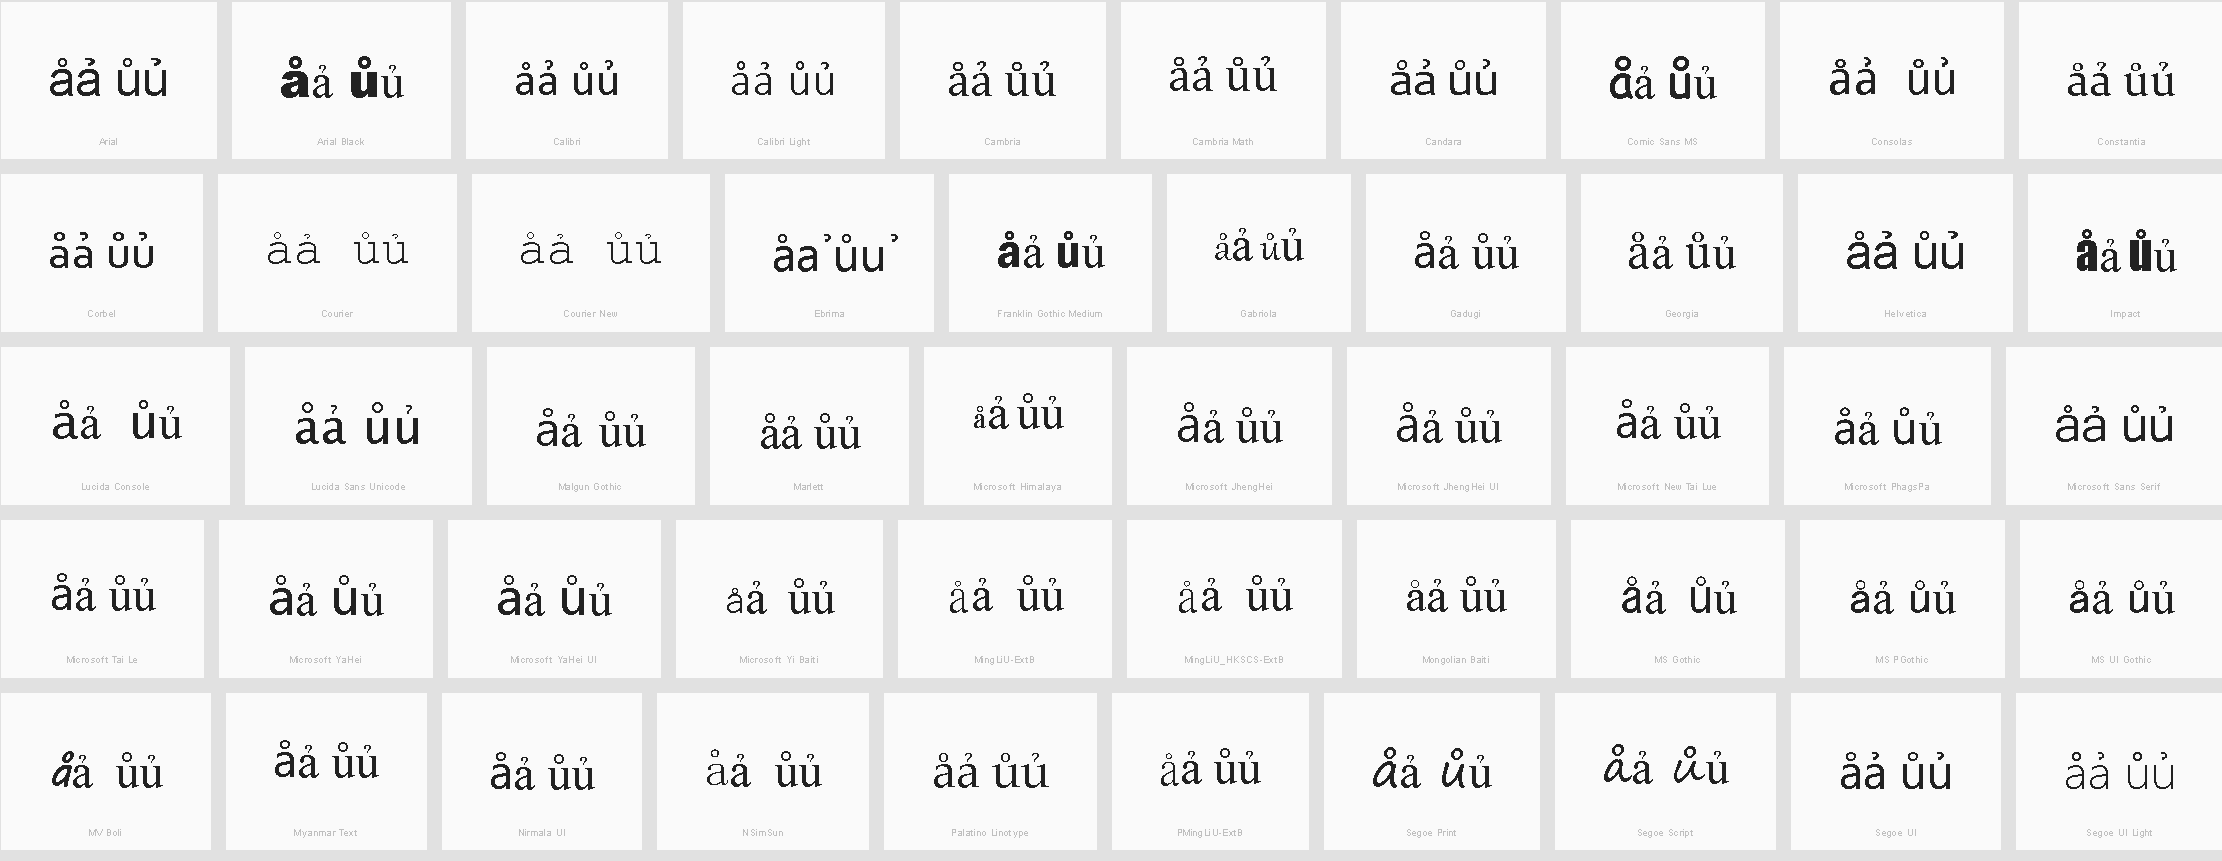 åả ůủ åả ůủ åả ůủ åả ůủ åả ůủ åả ůủ åả ůủ åả ůủ åả ůủ åả ůủ
Arial Arial Black Calibri Calibri Light Cambria Cambria Math Candara Comic Sans MS Consolas Constantia
åả ůủ åả ůủ åả ůủ åả ůủ åả ůủ åả ůủ åả ůủ åả ůủ åả ůủ åả ůủ
Corbel Courier Courier New Ebrima Franklin Gothic Medium Gabriola Gadugi Georgia Helvetica Impact
åả ůủ åả ůủ åả ůủ åả ůủ åả ůủ åả ůủ åả ůủ åả ůủ åả ůủ åả ůủ
Lucida Console Lucida Sans Unicode Malgun Gothic Marlett Microsoft Himalaya Microsoft JhengHei Microsoft JhengHei UI Microsoft New Tai Lue Microsoft PhagsPa Microsoft Sans Serif
åả ůủ åả ůủ åả ůủ åả ůủ åả ůủ åả ůủ åả ůủ åả ůủ åả ůủ åả ůủ
Microsoft Tai Le Microsoft YaHei Microsoft YaHei UI Microsoft Yi Baiti MingLiU-ExtB MingLiU_HKSCS-ExtB Mongolian Baiti MS Gothic MS PGothic MS UI Gothic
åả ůủ åả ůủ åả ůủ åả ůủ åả ůủ åả ůủ åả ůủ åả ůủ åả ůủ åả ůủ
MV Boli Myanmar Text Nirmala UI NSimSun Palatino Linotype PMingLiU-ExtB Segoe Print Segoe Script Segoe UI Segoe UI Light